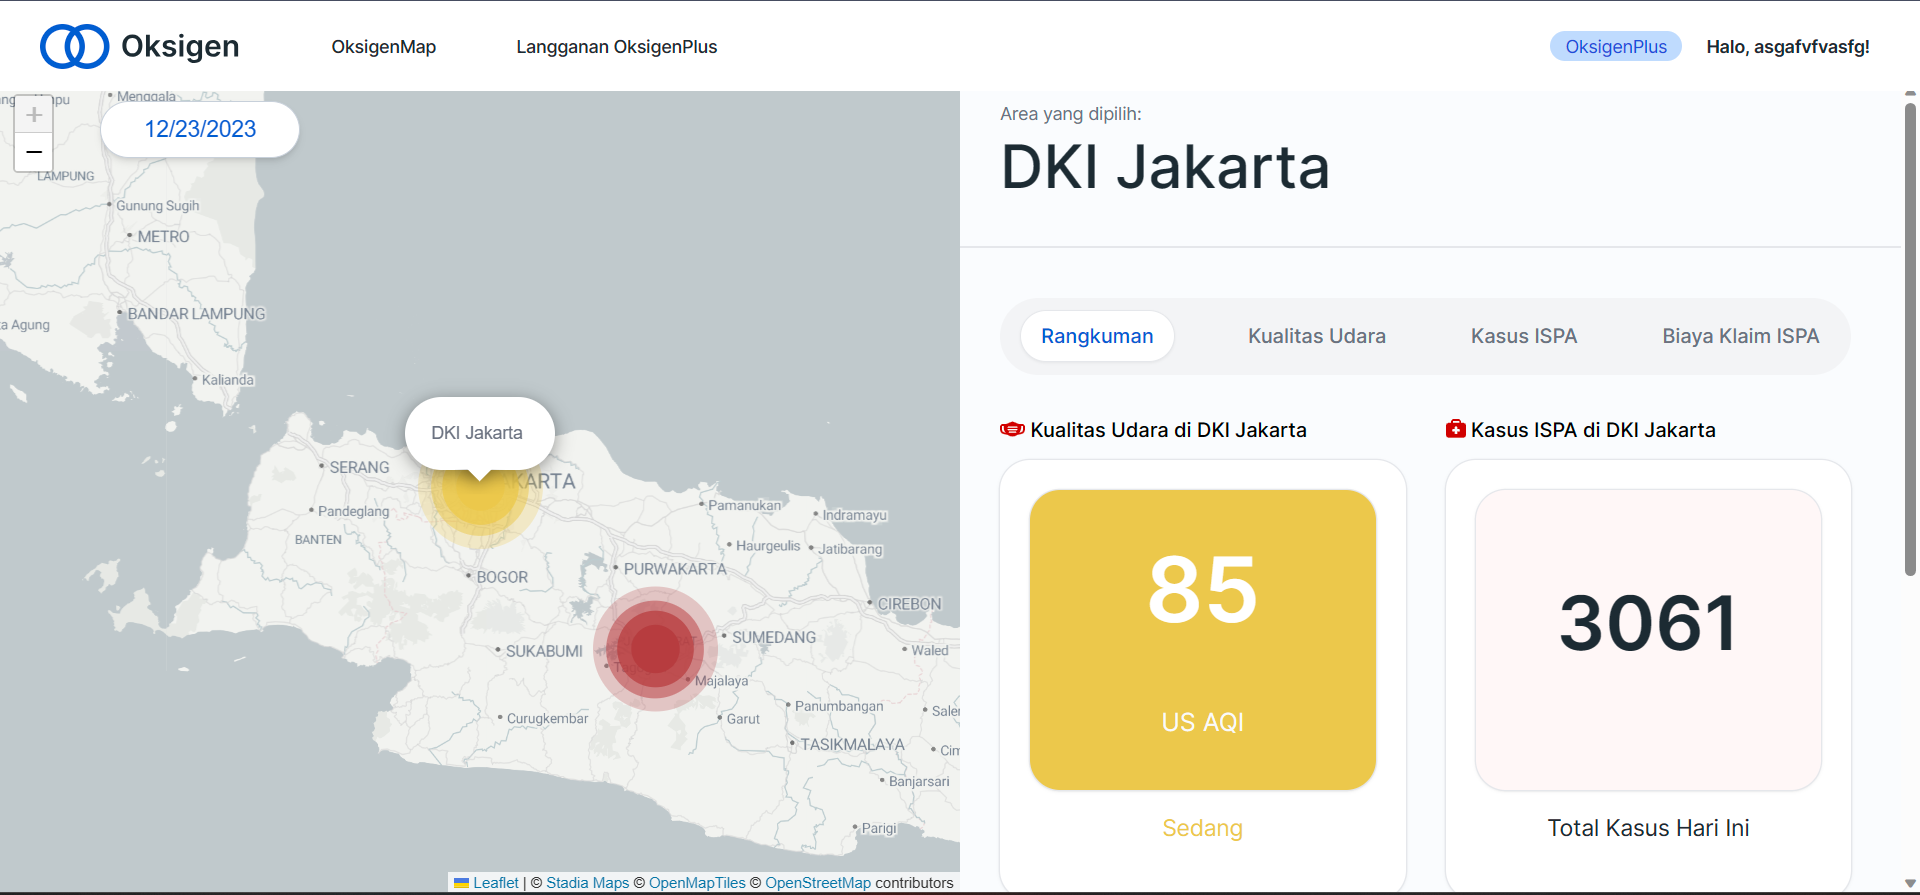 Oksigen
OksigenMap
Langganan OksigenPlus
OksigenPlus
Halo, asgafvfvasfg!
+
−
12/23/2023
Menggala
LAMPUNG
Gunung Sugih
METRO
BANDAR LAMPUNG
Agung
Kalianda
DKI Jakarta
SERANG
KARTA
Pandeglang
BANTEN
Pamanukan
Indramayu
Haurgeulis
Jatibarang
BOGOR
PURWAKARTA
CIREBON
SUMEDANG
SUKABUMI
Waled
Majalaya
Panumbangan
Curugkembar
Garut
TASIKMALAYA
Banjarsari
Parigi
Leaflet | © Stadia Maps © OpenMapTiles © OpenStreetMap contributors
Area yang dipilih:
DKI Jakarta
Rangkuman
Kualitas Udara
Kasus ISPA
Biaya Klaim ISPA
Kualitas Udara di DKI Jakarta
85
US AQI
Sedang
Kasus ISPA di DKI Jakarta
3061
Total Kasus Hari Ini